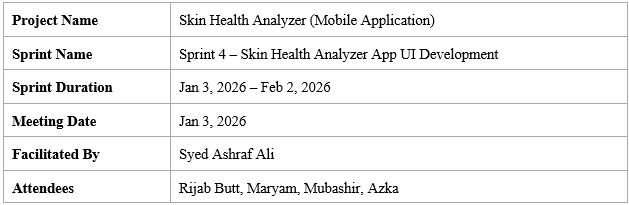 Project Name Skin Health Analyzer (Mobile Application)
Sprint Name Sprint 4 – Skin Health Analyzer App UI Development
Sprint Duration Jan 3, 2026 – Feb 2, 2026
Meeting Date Jan 3, 2026
Facilitated By Syed Ashraf Ali
Attendees Rijab Butt, Maryam, Mubashir, Azka